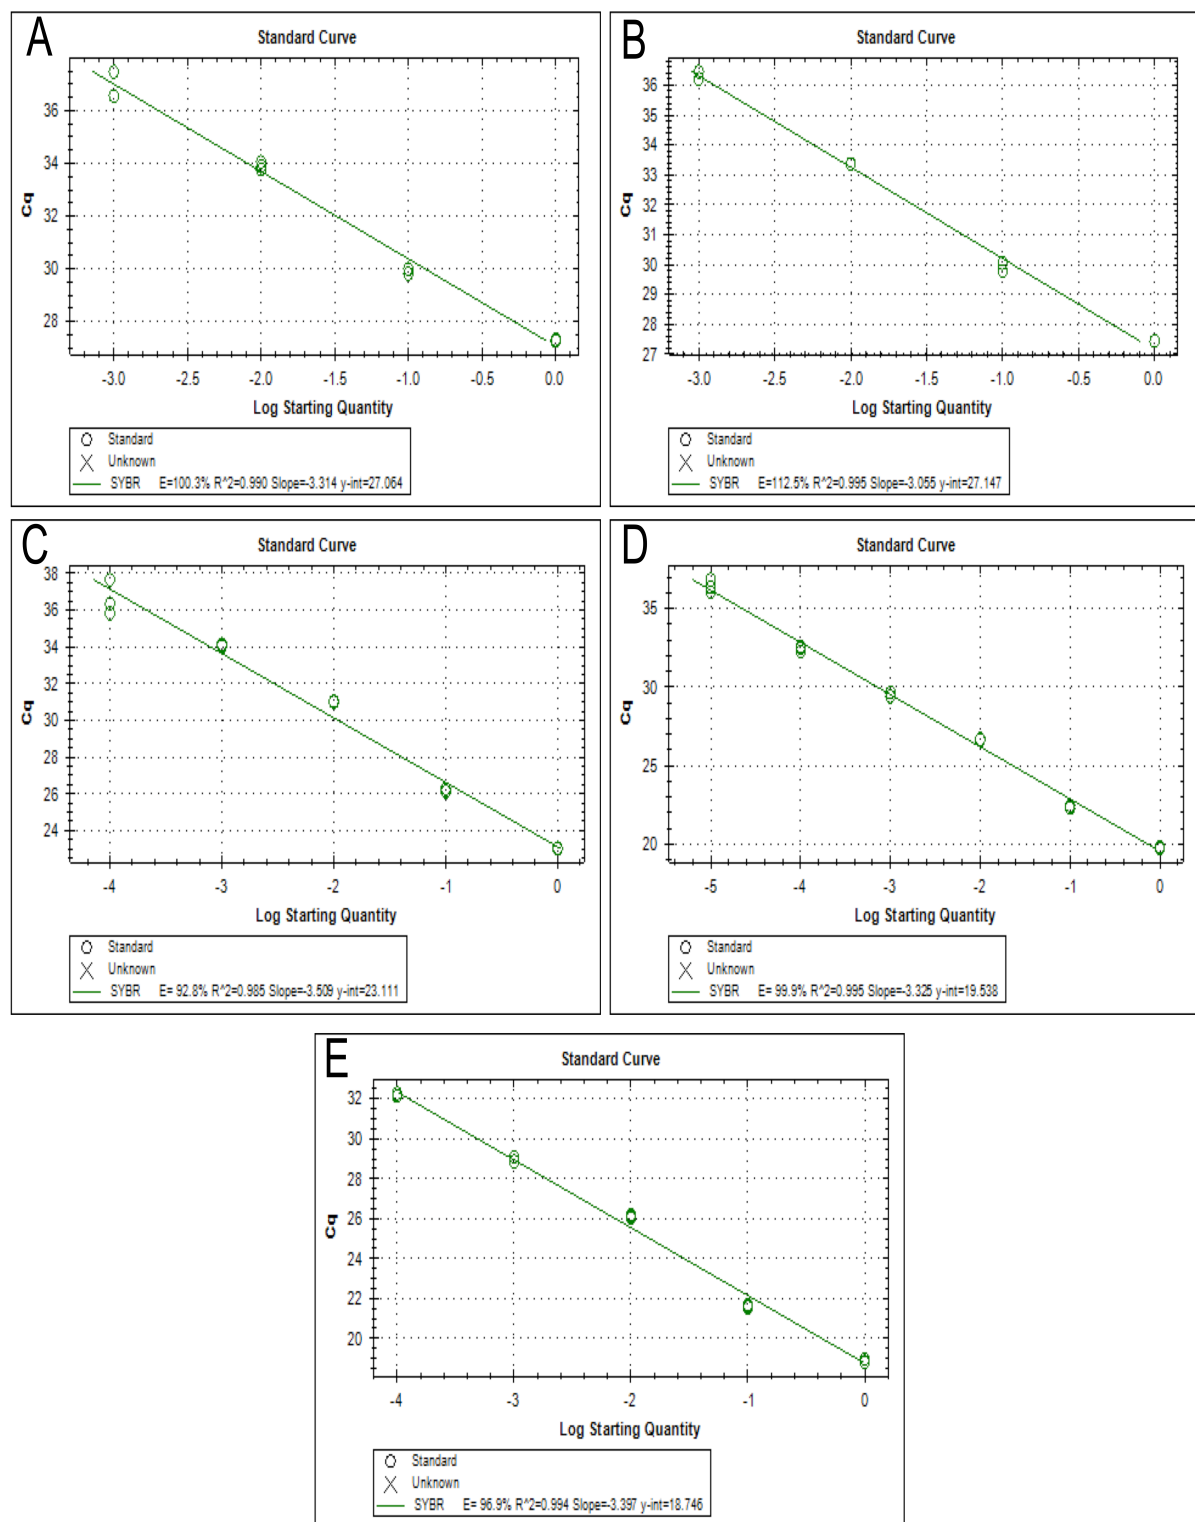 A
Standard Curve
Cq
36
34
32
30
28
-3.0 -2.5 -2.0 -1.5 -1.0 -0.5 0.0
Log Starting Quantity
Standard
Unknown
SYBR E=100.3% R^2=0.990 Slope=-3.314 y-int=27.064
B
Standard Curve
Cq
36
35
34
33
32
31
30
29
28
27
-3.0 -2.5 -2.0 -1.5 -1.0 -0.5 0.0
Log Starting Quantity
Standard
Unknown
SYBR E=112.5% R^2=0.995 Slope=-3.055 y-int=27.147
C
Standard Curve
Cq
38
36
34
32
30
28
26
24
-4 -3 -2 -1 0
Log Starting Quantity
Standard
Unknown
SYBR E= 92.8% R^2=0.985 Slope=-3.509 y-int=23.111
D
Standard Curve
Cq
35
30
25
20
-5 -4 -3 -2 -1 0
Log Starting Quantity
Standard
Unknown
SYBR E= 99.9% R^2=0.995 Slope=-3.325 y-int=19.538
E
Standard Curve
Cq
32
30
28
26
24
22
20
-4 -3 -2 -1 0
Log Starting Quantity
Standard
Unknown
SYBR E= 96.9% R^2=0.994 Slope=-3.397 y-int=18.746